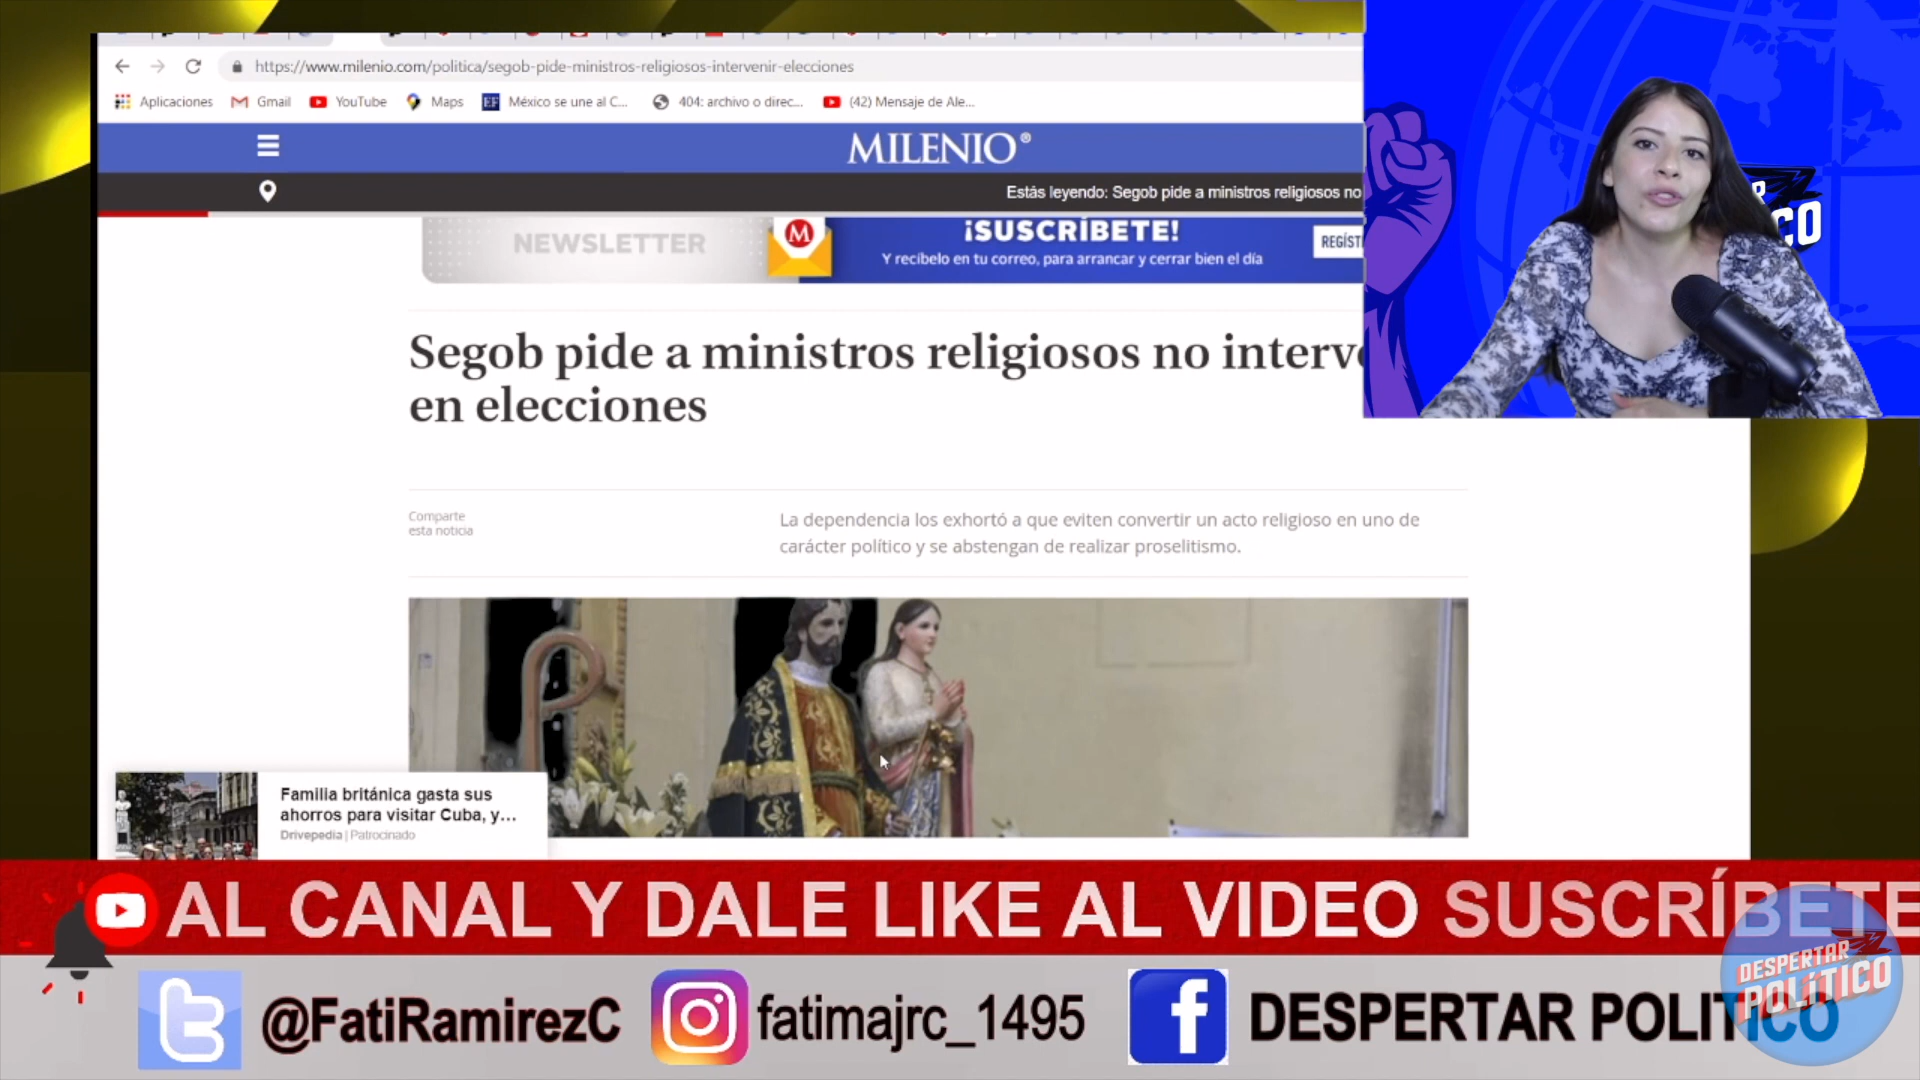 https://www.milenio.com/politica/segob-pide-ministros-religiosos-intervenir-elecciones
Aplicaciones
Gmail
YouTube
Maps
EF
México se une al C...
404: archivo o direc...
(42) Mensaje de Ale...
MILENIO®
Estás leyendo: Segob pide a ministros religiosos no
NEWSLETTER
M
¡SUSCRÍBETE!
Y recíbelo en tu correo, para arrancar y cerrar bien el día
REGÍST
CO
Segob pide a ministros religiosos no interve
en elecciones
Comparte
esta noticia
La dependencia los exhortó a que eviten convertir un acto religioso en uno de
carácter político y se abstengan de realizar proselitismo.
Familia británica gasta sus
ahorros para visitar Cuba, y...
Drivepedia | Patrocinado
AL CANAL Y DALE LIKE AL VIDEO SUSCRÍBETE
@FatiRamirezC
fatimajrc_1495
DESPERTAR POLITICO
DESPERTAR
POLÍTICO